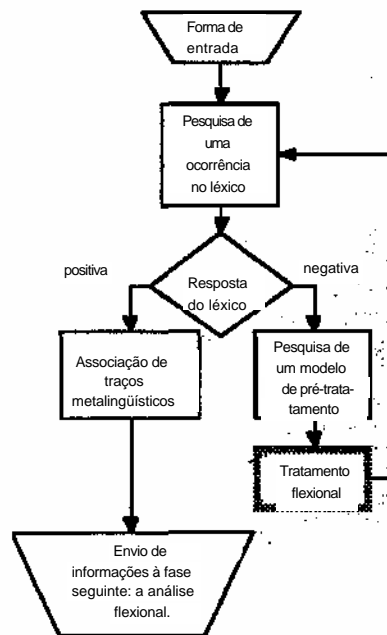 Forma de
entrada
Pesquisa de
uma
ocorrência
no léxico
positiva
Resposta
do léxico
negativa
Associação de
traços
metalingüísticos
Pesquisa de
um modelo
de pré-trata-
tamento
Tratamento
flexional
Envio de
informações à fase
seguinte: a análise
flexional.